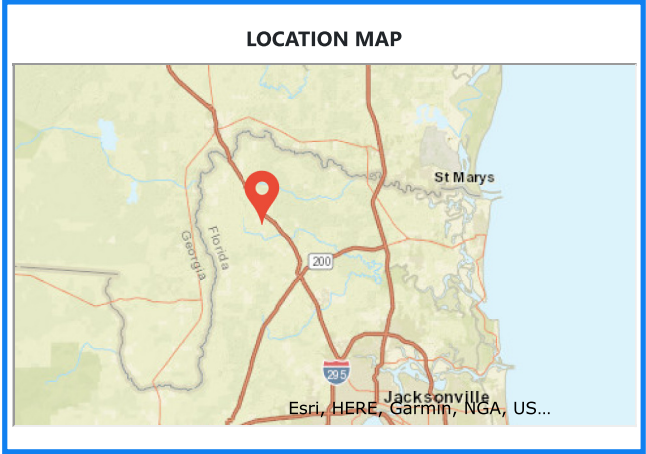 LOCATION MAP
St Marys
Georgia
Florida
200
295
Jacksonville
Esri, HERE, Garmin, NGA, US...